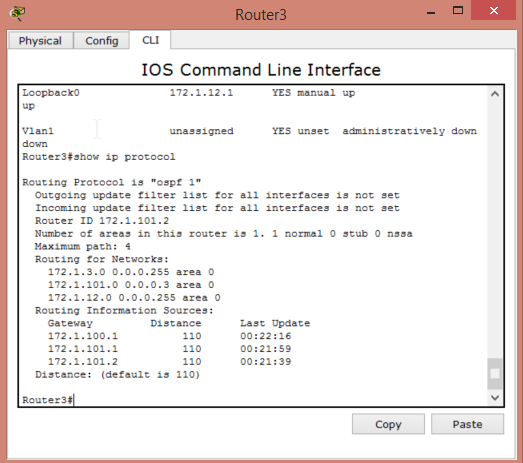 Router3
Physical Config CLI
IOS Command Line Interface
Loopback0 172.1.12.1 YES manual up
up
Vlan1 unassigned YES unset administratively down
down
Router3#show ip protocol
Routing Protocol is "ospf 1"
Outgoing update filter list for all interfaces is not set
Incoming update filter list for all interfaces is not set
Router ID 172.1.101.2
Number of areas in this router is 1. 1 normal 0 stub 0 nssa
Maximum path: 4
Routing for Networks:
172.1.3.0 0.0.0.255 area 0
172.1.101.0 0.0.0.3 area 0
172.1.12.0 0.0.0.255 area 0
Routing Information Sources:
Gateway Distance Last Update
172.1.100.1 110 00:22:16
172.1.101.1 110 00:21:59
172.1.101.2 110 00:21:39
Distance: (default is 110)
Router3#
Copy Paste